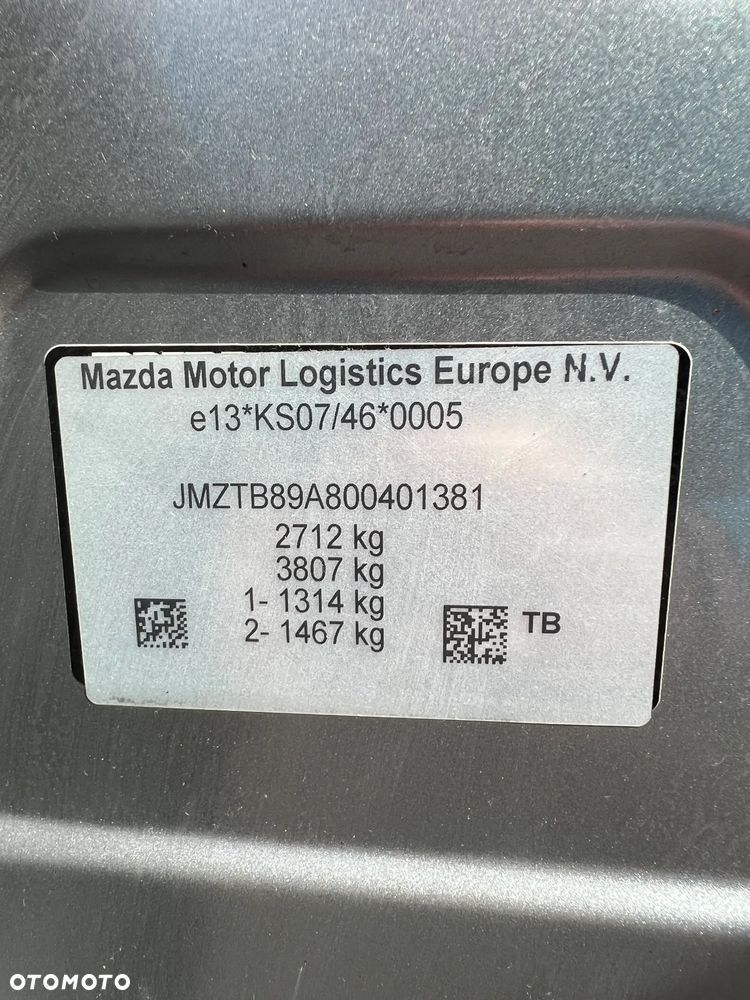 Mazda Motor Logistics Europe N.V.
e13*KS07/46*0005
JMZTB89A800401381
2712 kg
3807 kg
1- 1314 kg
2- 1467 kg
TB
OTOMOTO